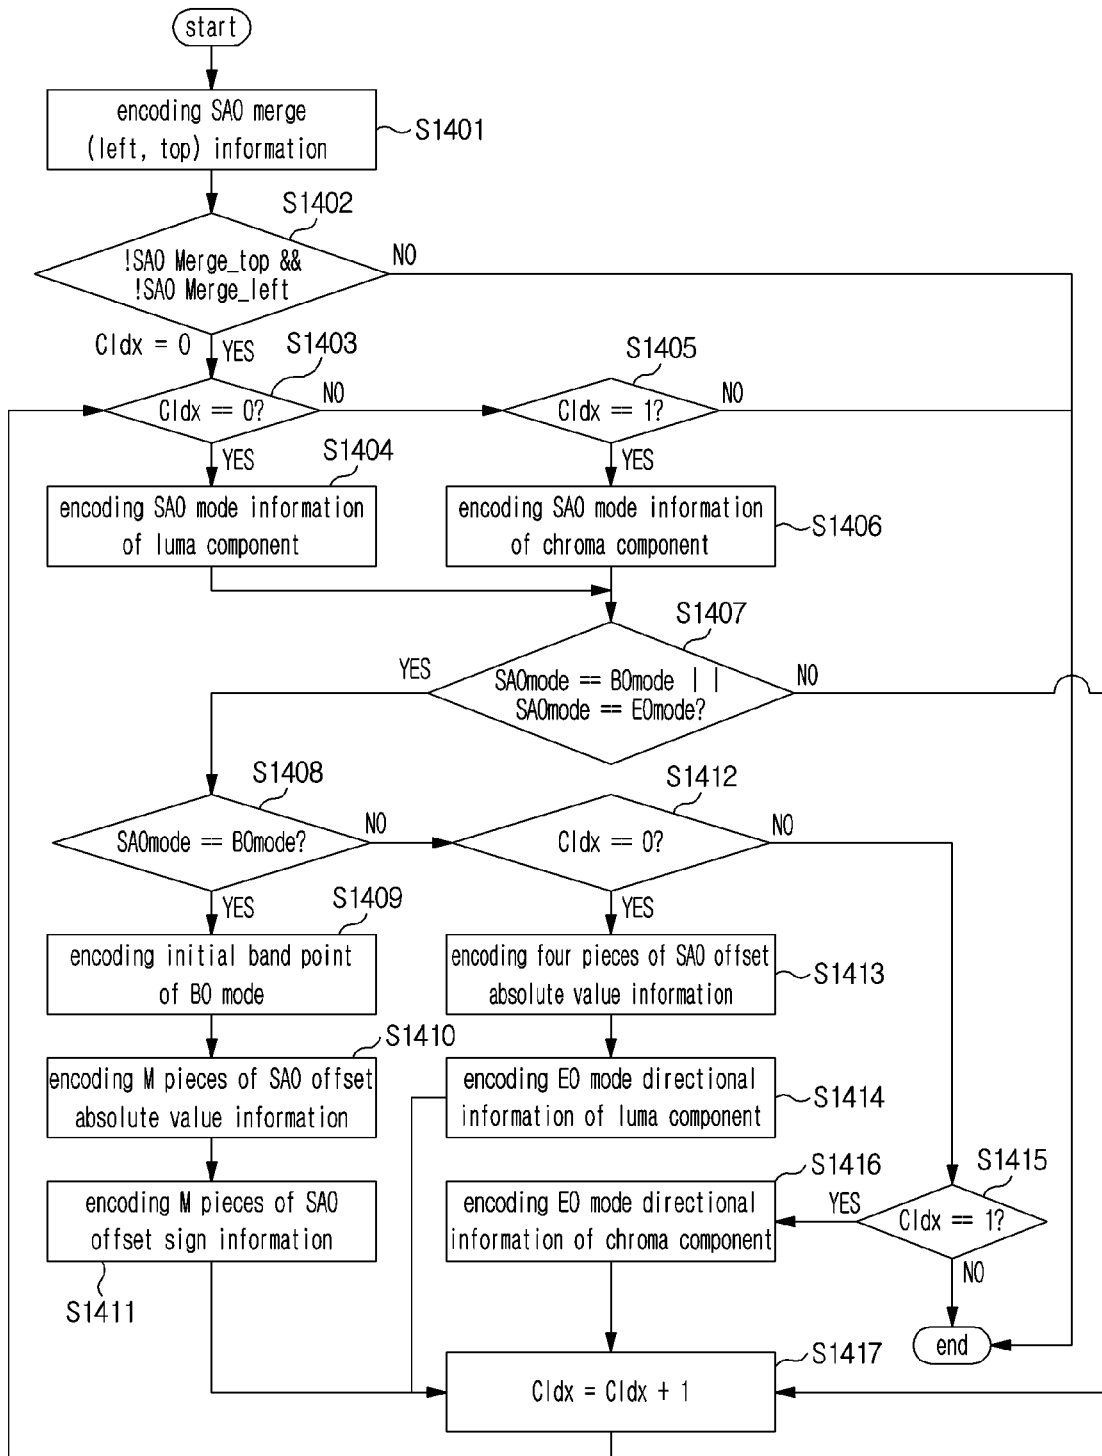 start
encoding SAO merge
(left, top) information
S1401
S1402
!SAO Merge_top &&
!SAO Merge_left
NO
CIdx = 0
YES
S1403
CIdx == 0?
NO
S1405
CIdx == 1?
NO
YES
S1404
YES
encoding SAO mode information
of luma component
encoding SAO mode information
of chroma component
S1406
S1407
YES
SAOmode == BOmode | |
SAOmode == EOmode?
NO
S1408
SAOmode == BOmode?
NO
S1412
CIdx == 0?
NO
YES
S1409
YES
encoding initial band point
of BO mode
encoding four pieces of SAO offset
absolute value information
S1413
S1410
encoding M pieces of SAO offset
absolute value information
encoding EO mode directional
information of luma component
S1414
S1416
S1415
encoding M pieces of SAO
offset sign information
encoding EO mode directional
information of chroma component
YES
CIdx == 1?
NO
S1411
end
S1417
CIdx = CIdx + 1